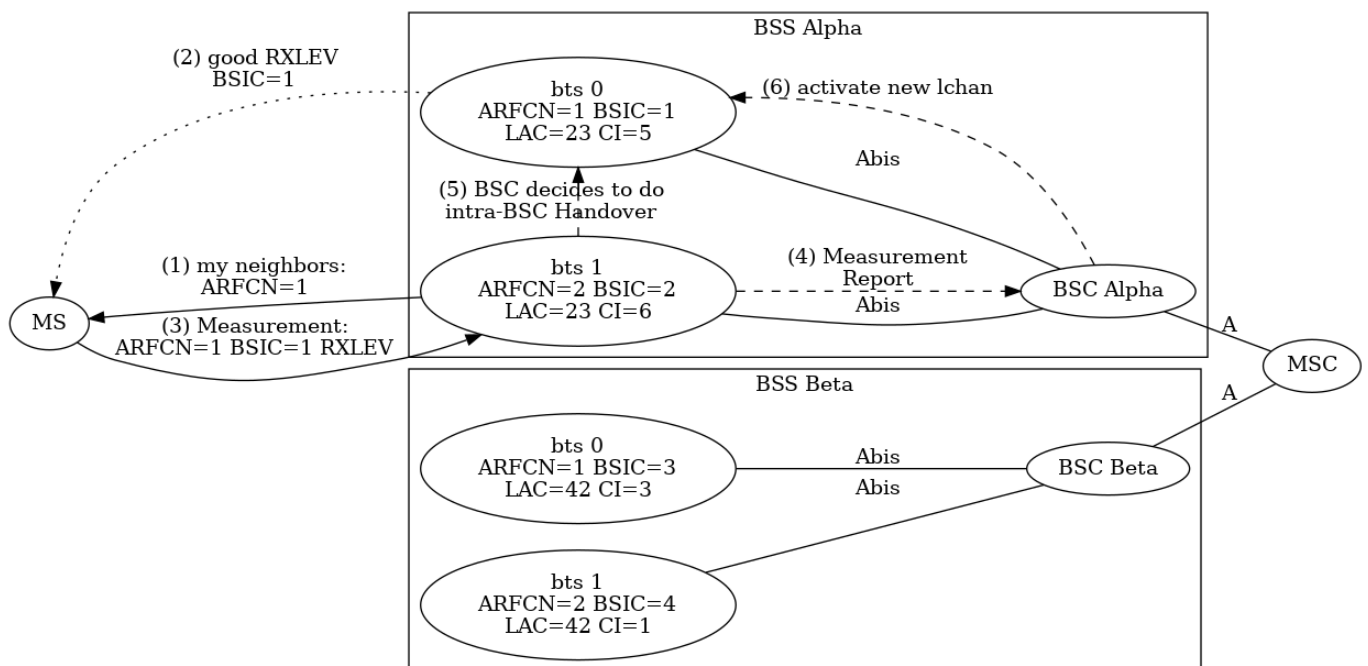 BSS Alpha
(2) good RXLEV
BSIC=1
bts 0
ARFCN=1 BSIC=1
LAC=23 CI=5
(6) activate new lchan
Abis
(5) BSC decides to do
intra-BSC Handover
(1) my neighbors:
ARFCN=1
bts 1
ARFCN=2 BSIC=2
LAC=23 CI=6
(4) Measurement
Report
Abis
BSC Alpha
MS
(3) Measurement:
ARFCN=1 BSIC=1 RXLEV
A
MSC
BSS Beta
A
bts 0
ARFCN=1 BSIC=3
LAC=42 CI=3
Abis
BSC Beta
Abis
bts 1
ARFCN=2 BSIC=4
LAC=42 CI=1